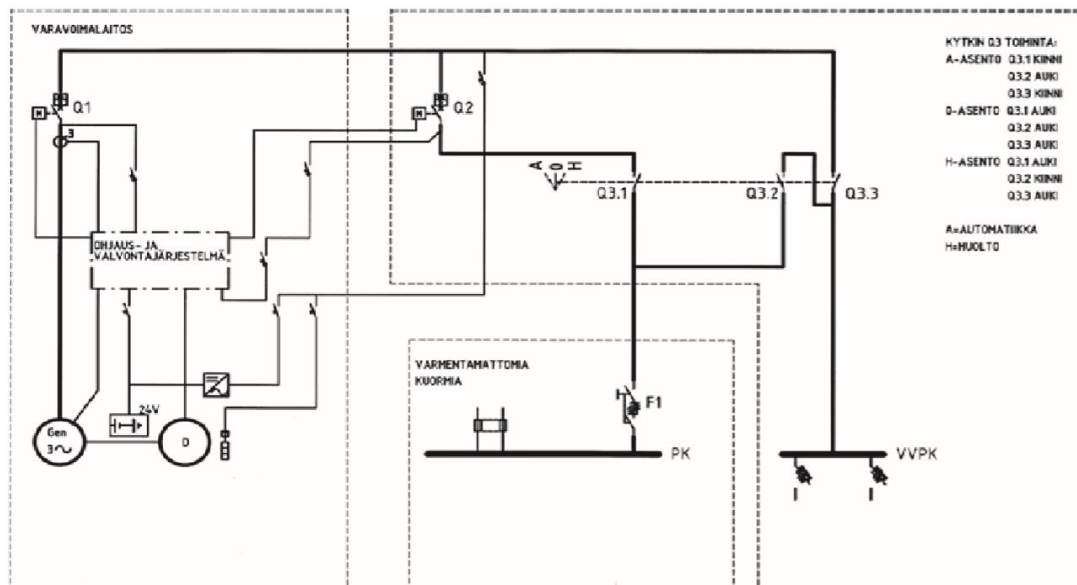 VARAVOIMALAITOS
Q1
M
3
OHJAUS- JA
VALVONTAJÄRJESTELMÄ
24V
Gen
3~
D
Q2
M
A
0
H
Q3.1
Q3.2
Q3.3
VARMENTAMATTOMIA
KUORMIA
F1
PK
VVPK
KYTKIN Q3 TOIMINTA:
A-ASENTO Q3.1 KIINNI
Q3.2 AUKI
Q3.3 KIINNI
0-ASENTO Q3.1 AUKI
Q3.2 AUKI
Q3.3 AUKI
H-ASENTO Q3.1 AUKI
Q3.2 KIINNI
Q3.3 AUKI
A=AUTOMATIIKKA
H=HUOLTO